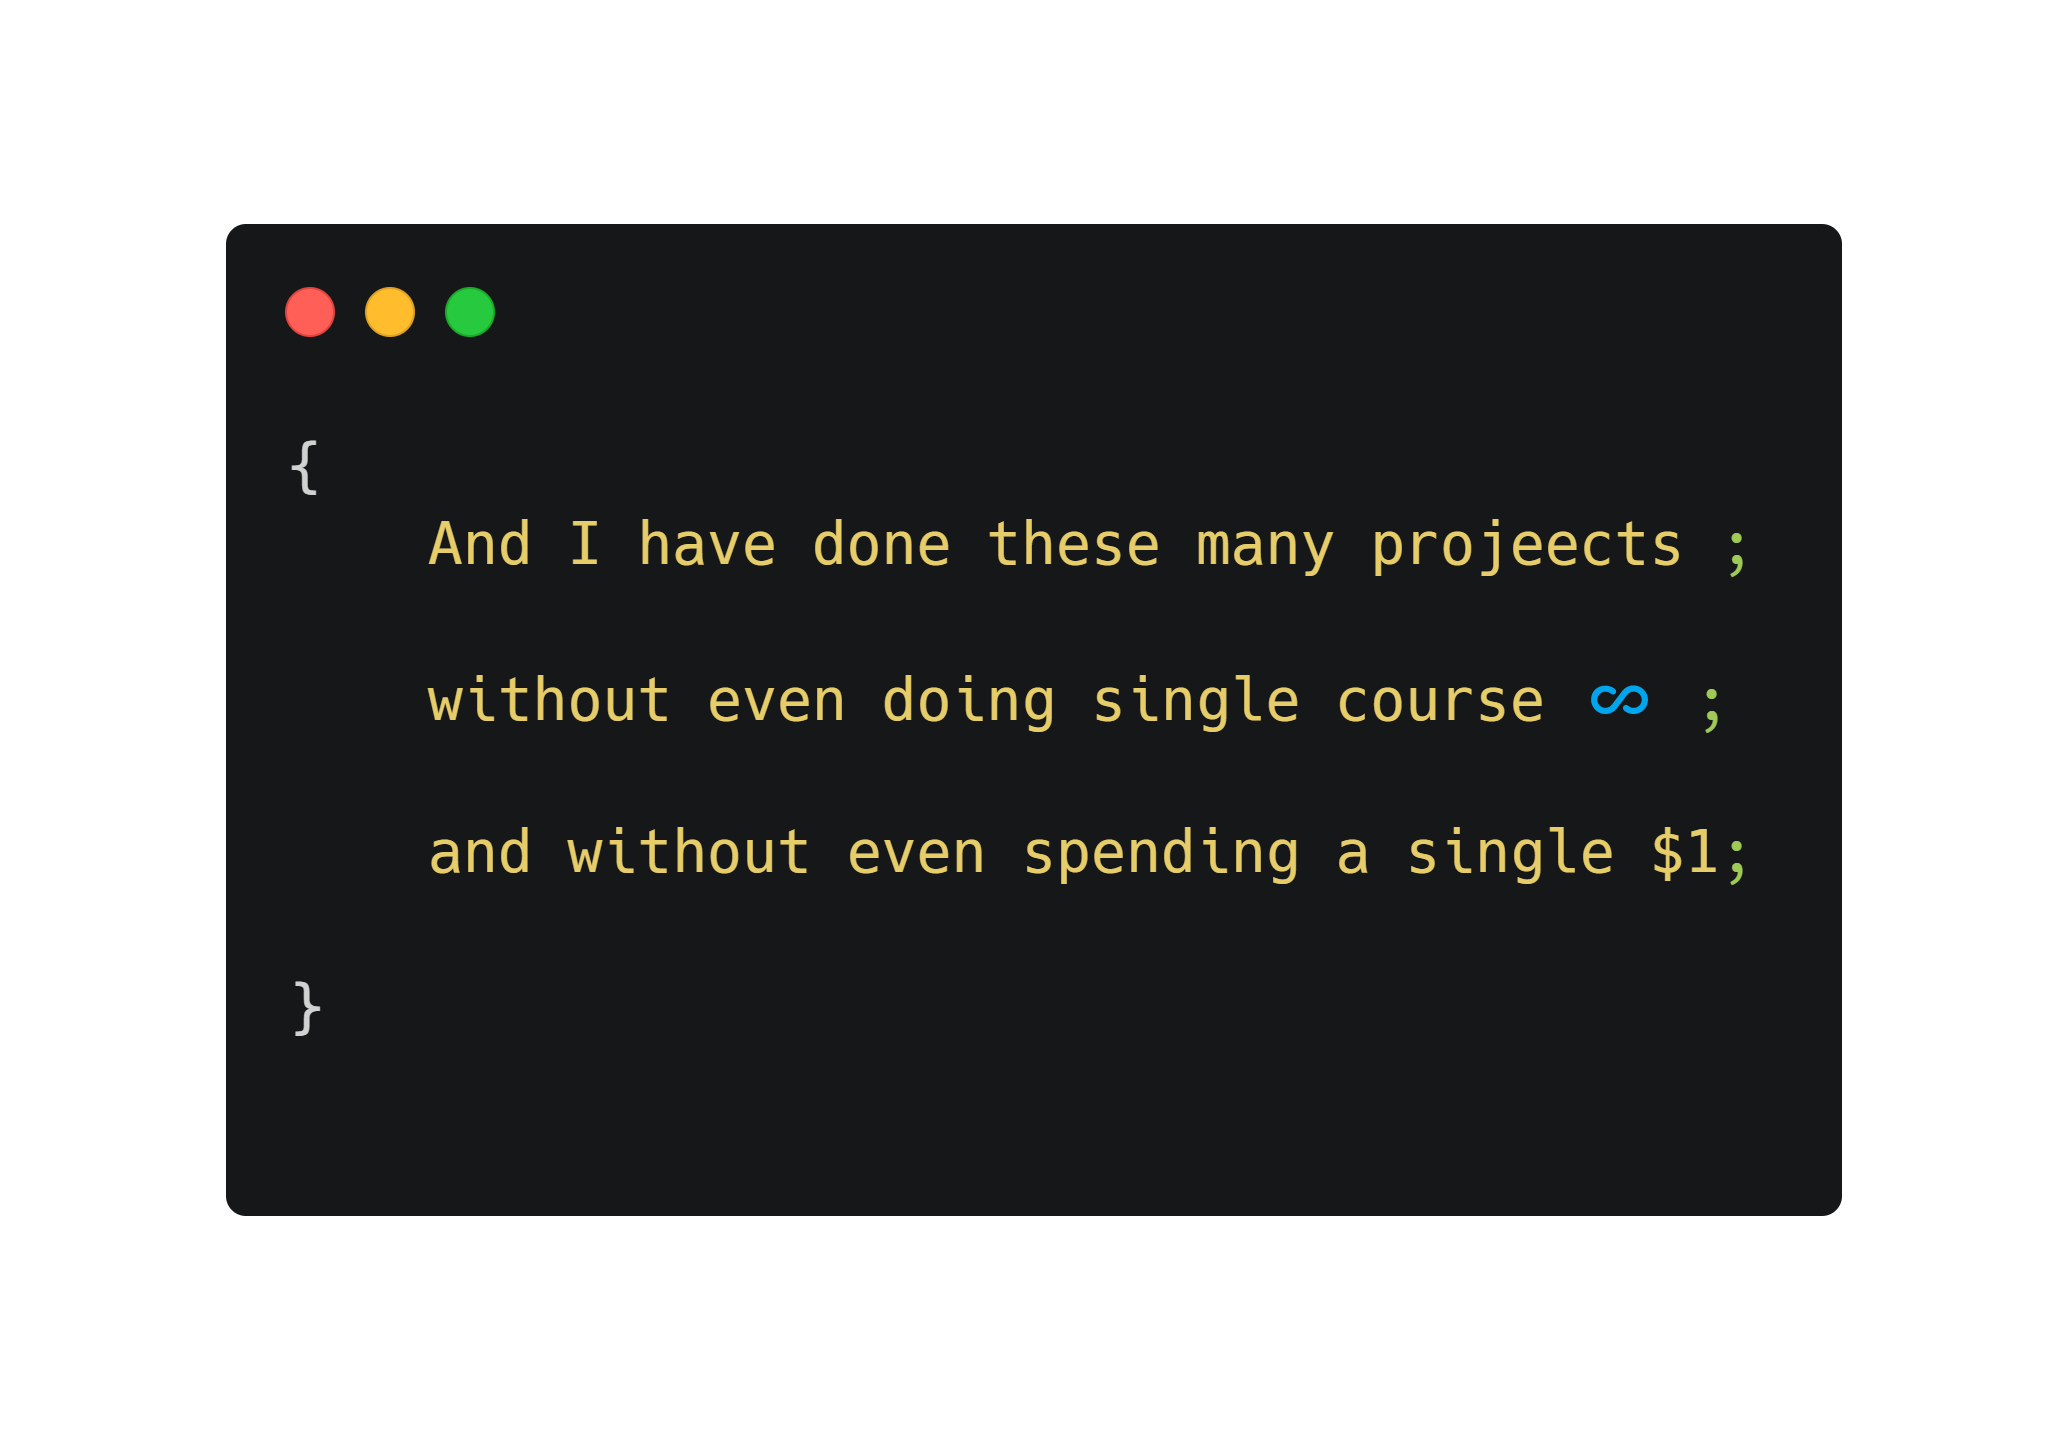 {
And I have done these many projeects ;
without even doing single course ∞ ;
and without even spending a single $1;
}